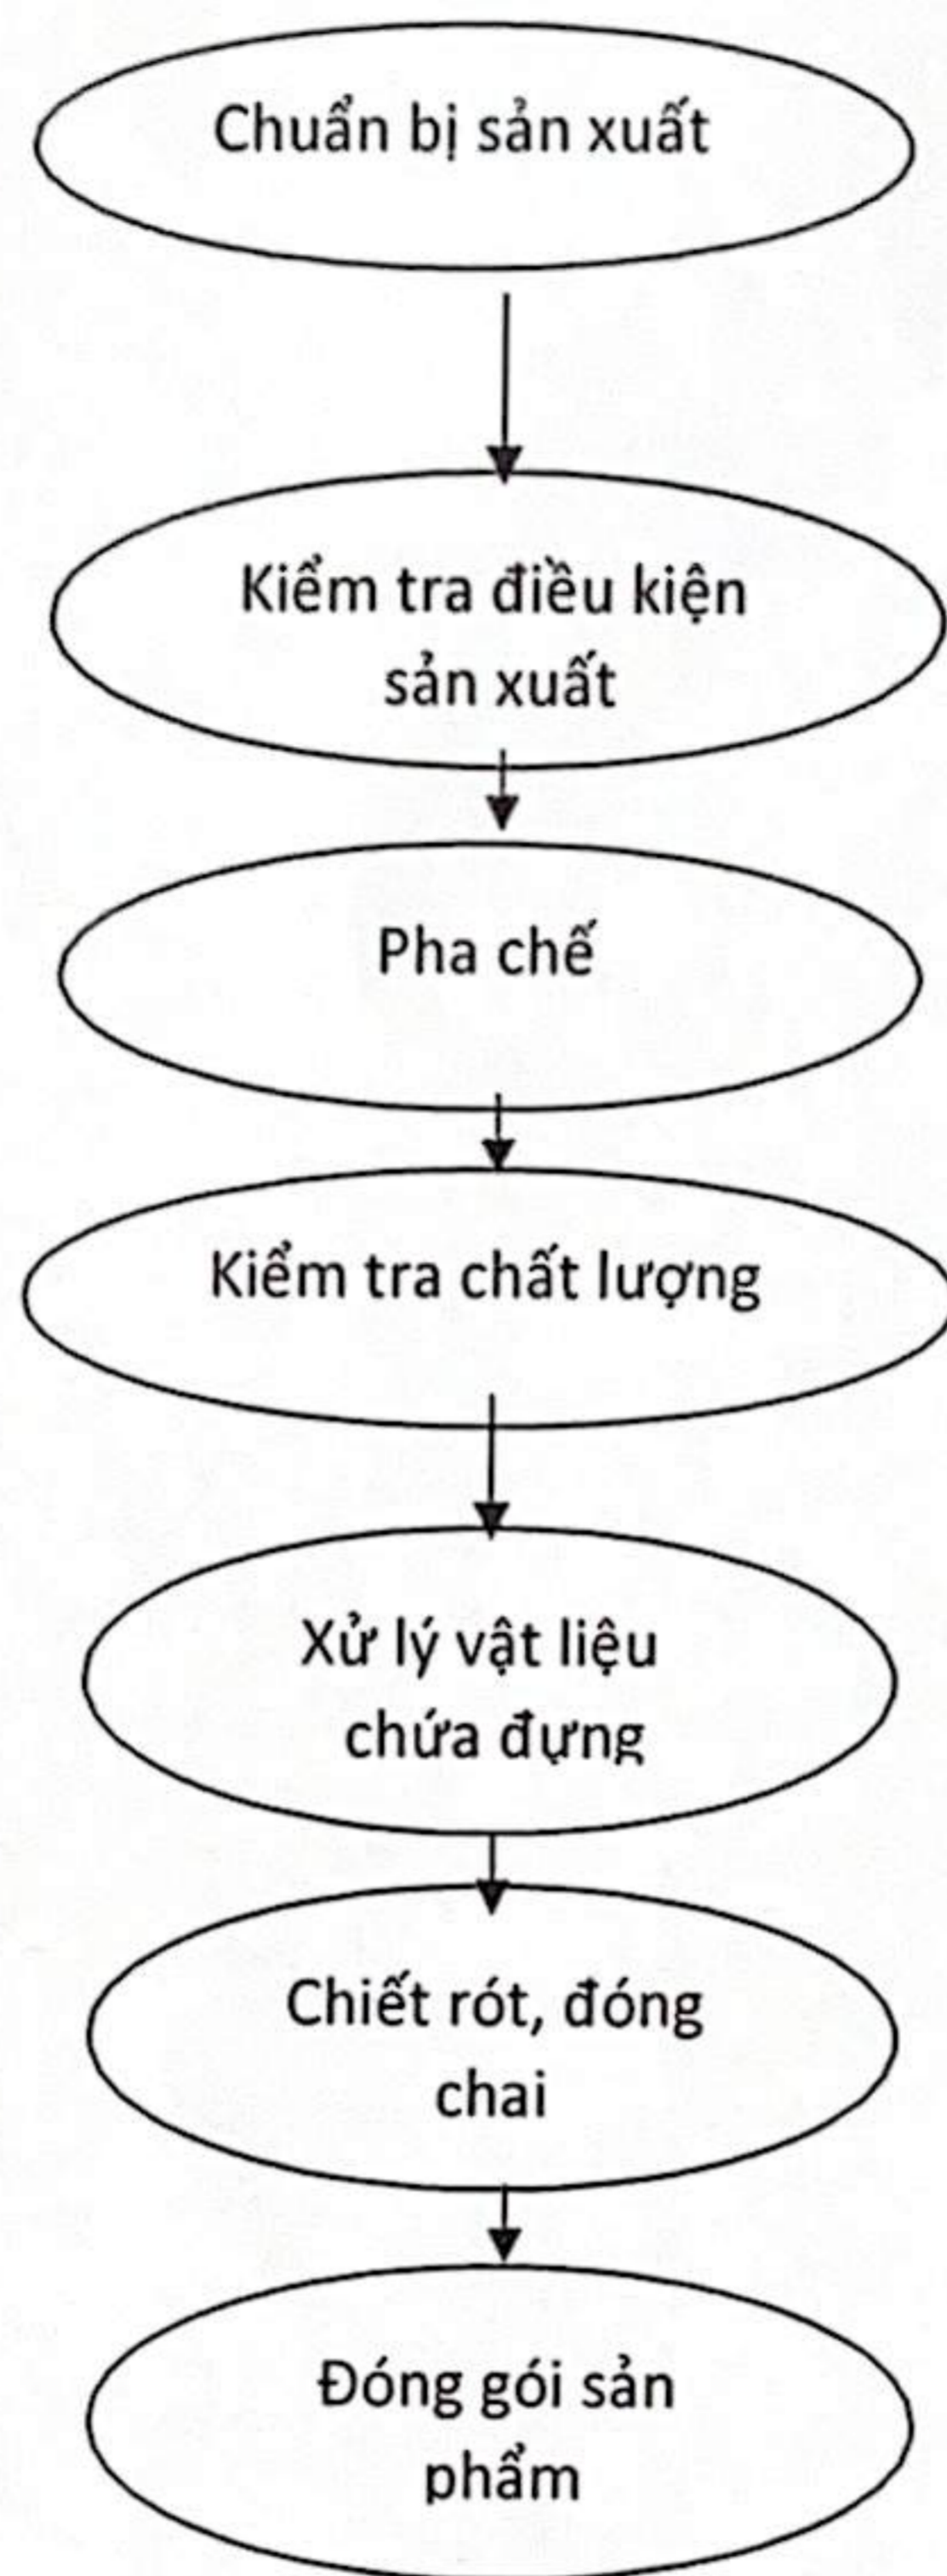 Chuẩn bị sản xuất
Kiểm tra điều kiện
sản xuất
Pha chế
Kiểm tra chất lượng
Xử lý vật liệu
chứa đựng
Chiết rót, đóng
chai
Đóng gói sản
phẩm